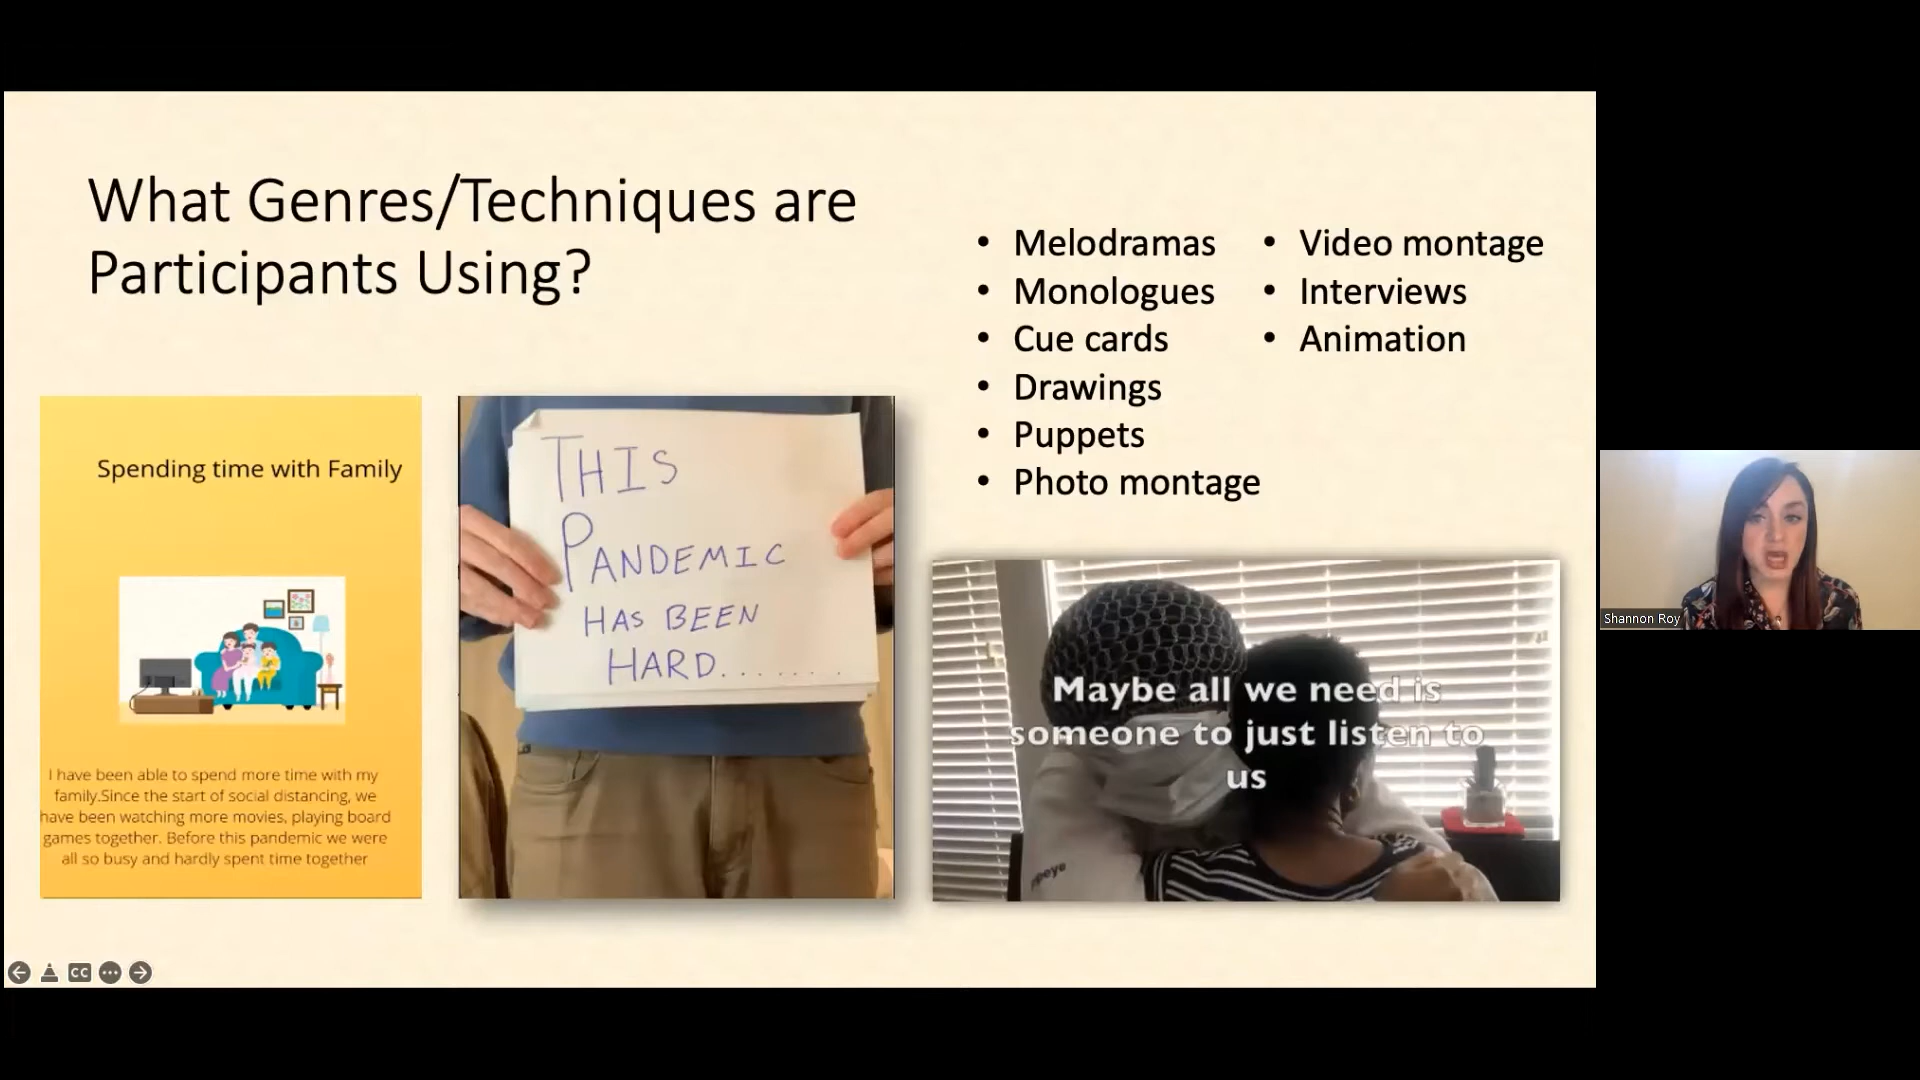 What Genres/Techniques are
Participants Using?
• Melodramas
• Monologues
• Cue cards
• Drawings
• Puppets
• Photo montage
• Video montage
• Interviews
• Animation
Spending time with Family
I have been able to spend more time with my
family.Since the start of social distancing, we
have been watching more movies, playing board
games together. Before this pandemic we were
all so busy and hardly spent time together
THIS
PANDEMIC
HAS BEEN
HARD........
Maybe all we need is
someone to just listen to
us
Shannon Roy
CC